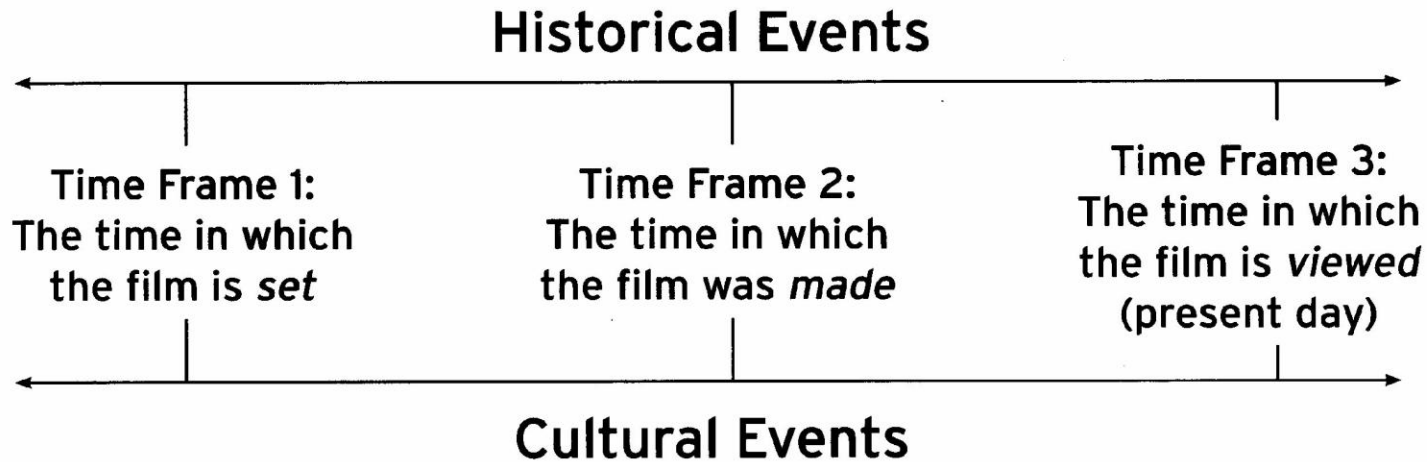 Historical Events
Time Frame 1:
The time in which
the film is set
Time Frame 2:
The time in which
the film was made
Time Frame 3:
The time in which
the film is viewed
(present day)
Cultural Events